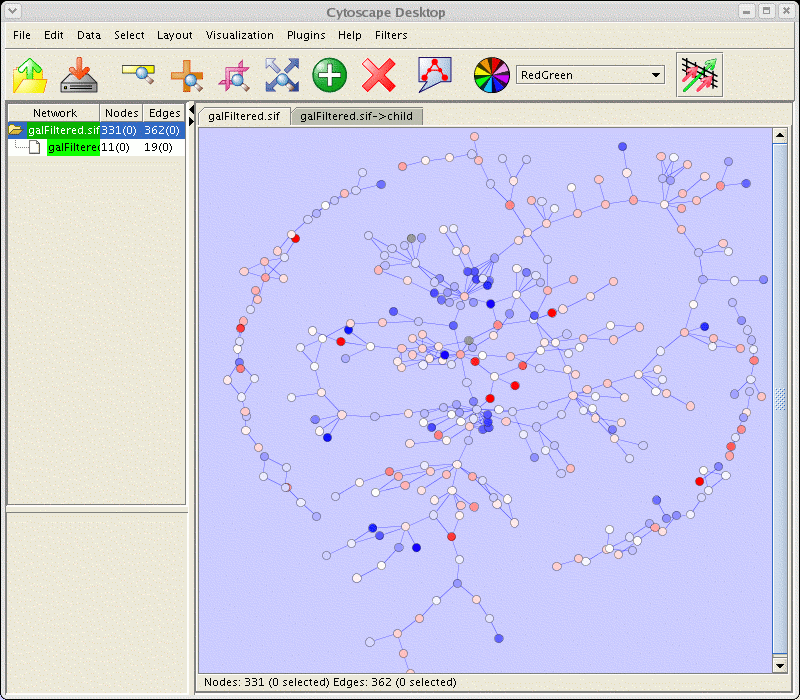 Cytoscape Desktop
File Edit Data Select Layout Visualization Plugins Help Filters
RedGreen
Network Nodes Edges
galFiltered.sif 331(0) 362(0)
galFiltere 11(0) 19(0)
galFiltered.sif galFiltered.sif->child
Nodes: 331 (0 selected) Edges: 362 (0 selected)